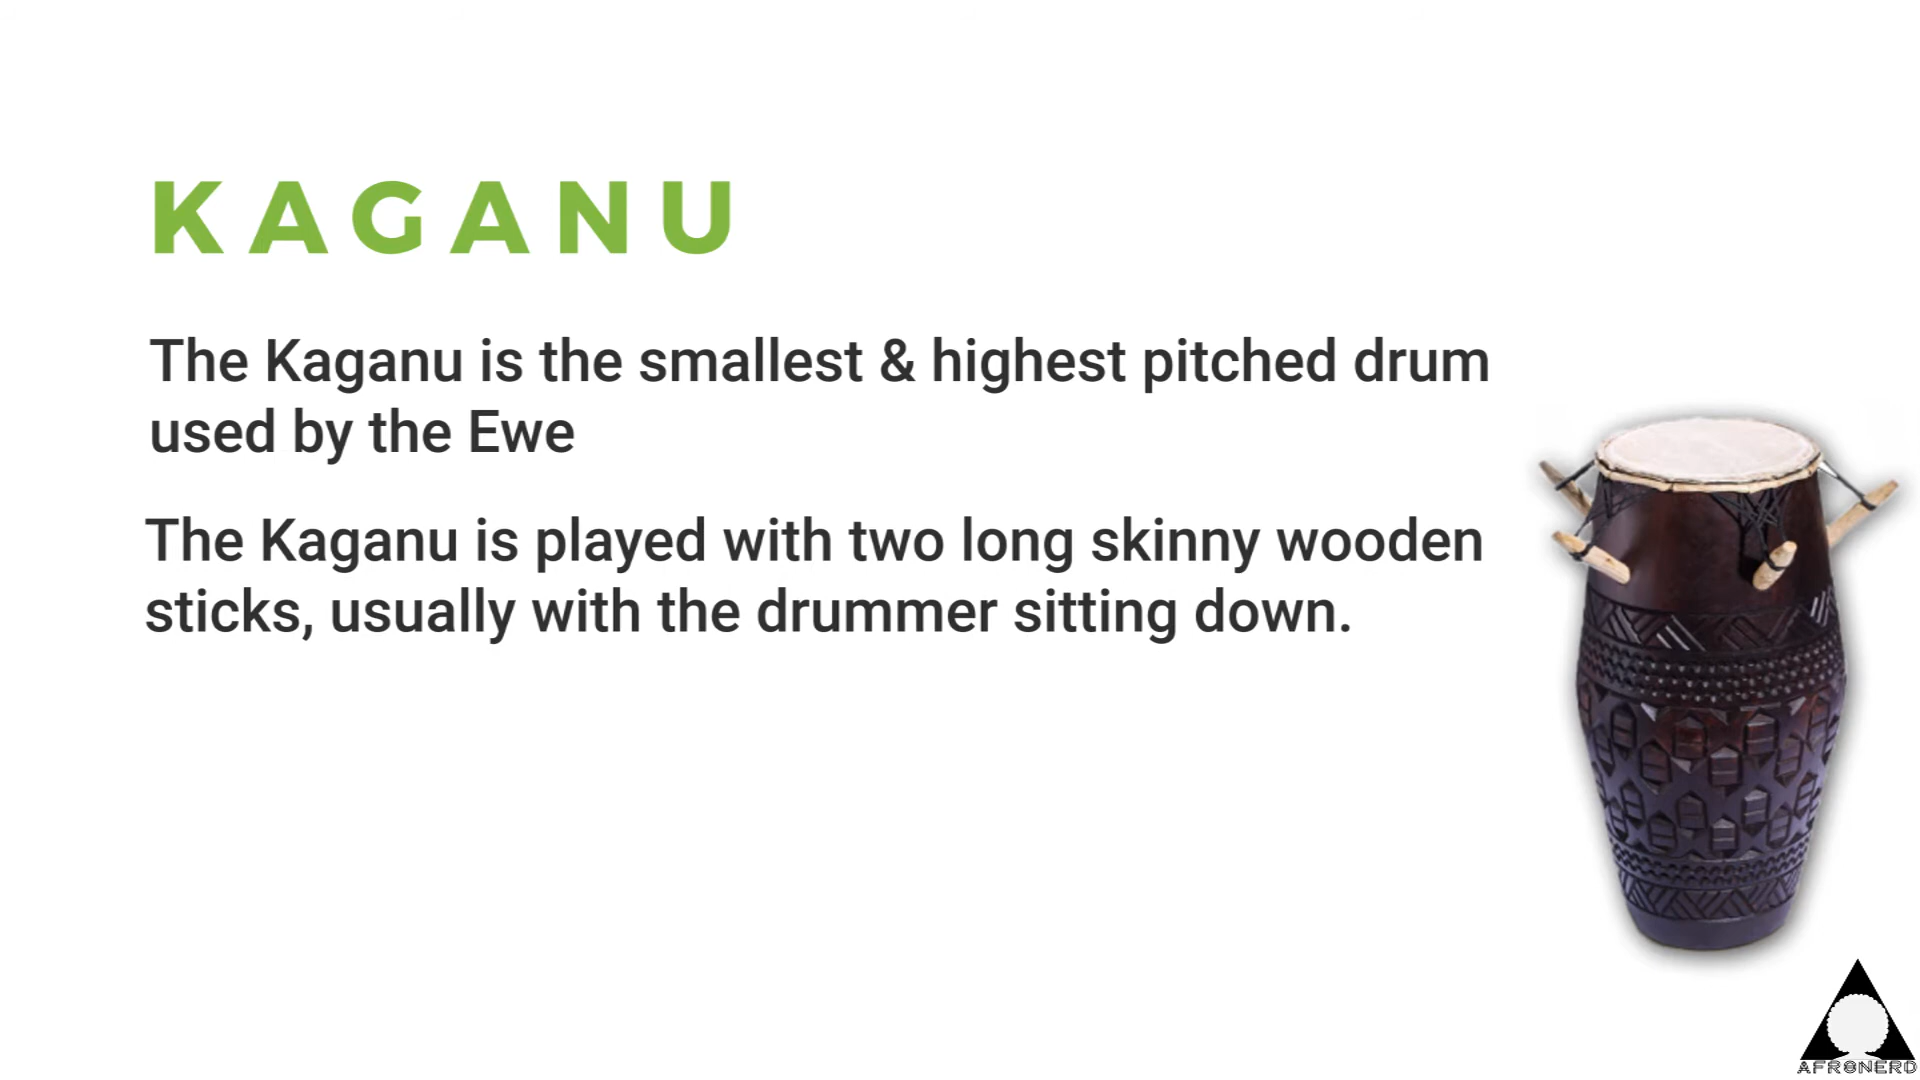 KAGANU
The Kaganu is the smallest & highest pitched drum
used by the Ewe
The Kaganu is played with two long skinny wooden
sticks, usually with the drummer sitting down.
AFRONERD